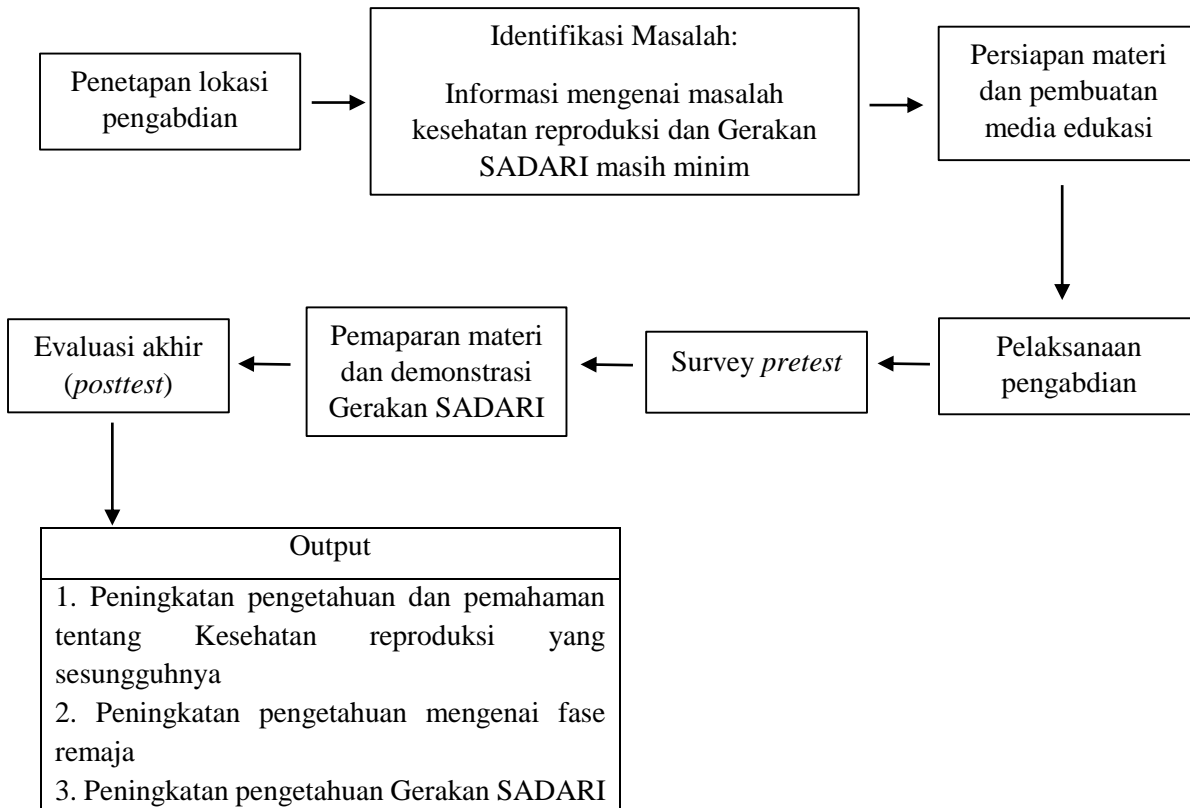 Penetapan lokasi
pengabdian
Identifikasi Masalah:
Informasi mengenai masalah
kesehatan reproduksi dan Gerakan
SADARI masih minim
Persiapan materi
dan pembuatan
media edukasi
Pelaksanaan
pengabdian
Survey pretest
Pemaparan materi
dan demonstrasi
Gerakan SADARI
Evaluasi akhir
(posttest)
Output
1. Peningkatan pengetahuan dan pemahaman
tentang Kesehatan reproduksi yang
sesungguhnya
2. Peningkatan pengetahuan mengenai fase
remaja
3. Peningkatan pengetahuan Gerakan SADARI